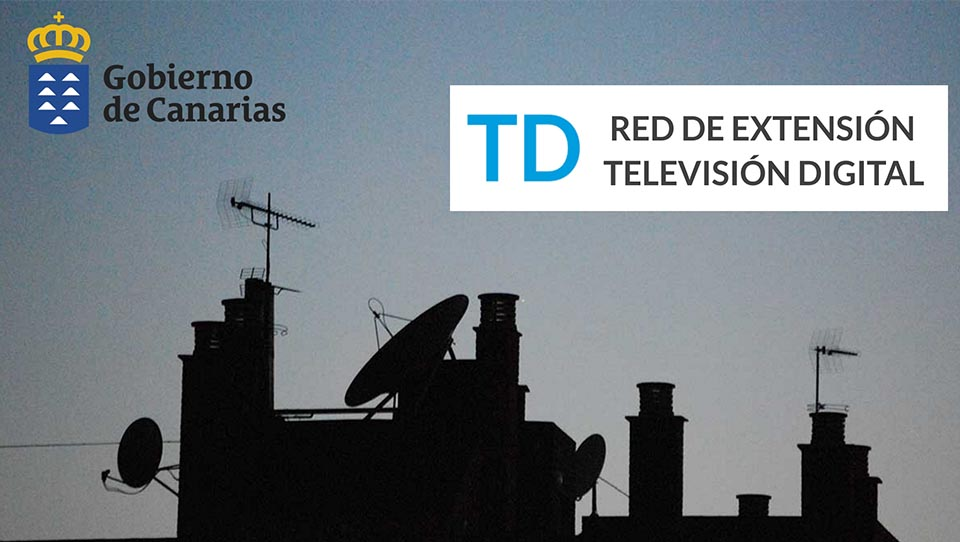 Gobierno
de Canarias
TD
RED DE EXTENSIÓN
TELEVISIÓN DIGITAL